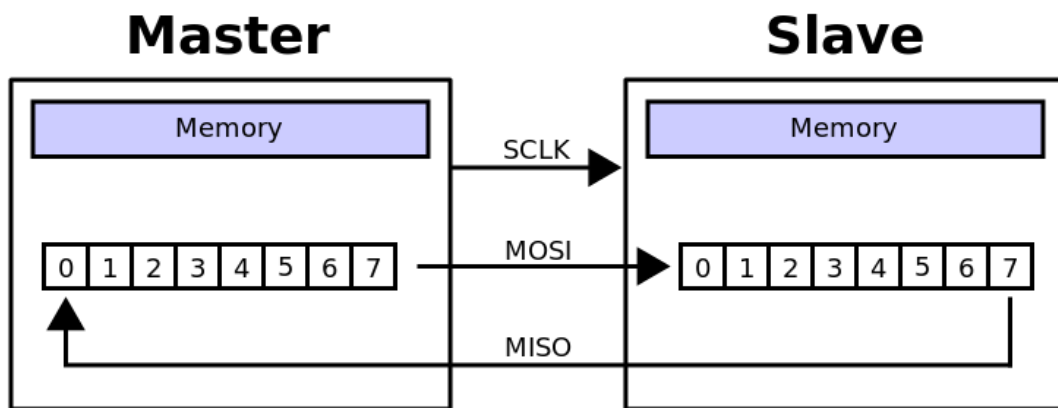 Master
Slave
Memory
Memory
SCLK
0 1 2 3 4 5 6 7
MOSI
0 1 2 3 4 5 6 7
MISO